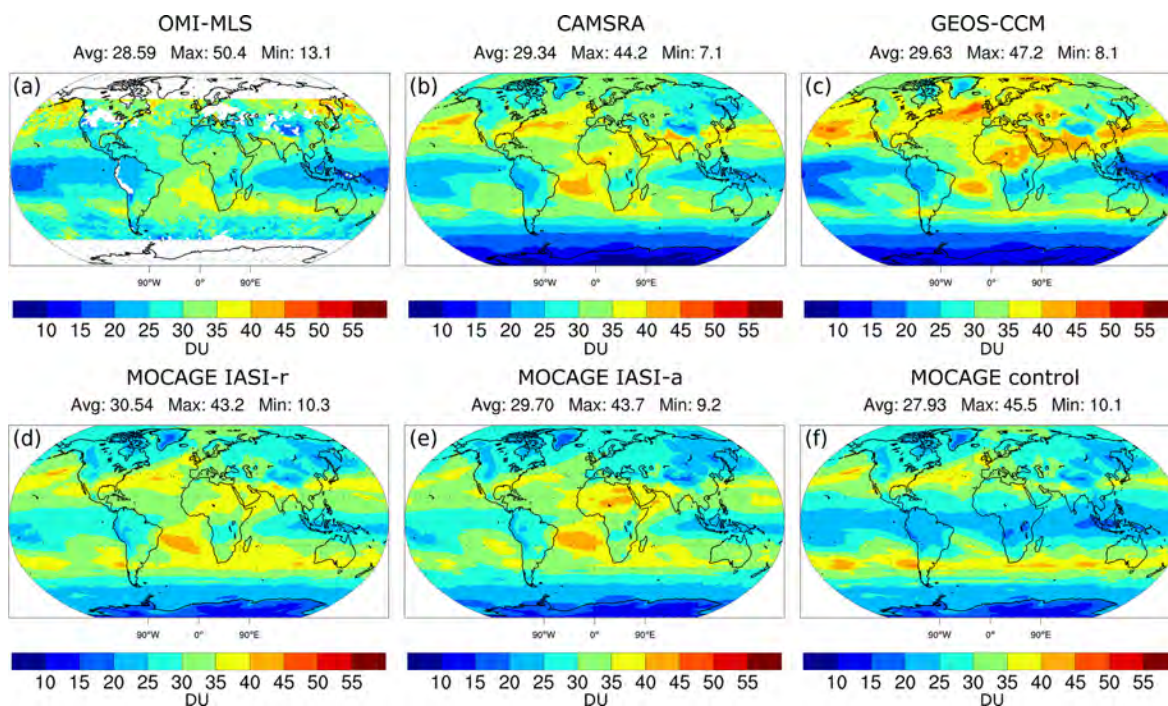 OMI-MLS
Avg: 28.59 Max: 50.4 Min: 13.1
(a)
90°W 0° 90°E
10 15 20 25 30 35 40 45 50 55
DU
CAMSRA
Avg: 29.34 Max: 44.2 Min: 7.1
(b)
90°W 0° 90°E
10 15 20 25 30 35 40 45 50 55
DU
GEOS-CCM
Avg: 29.63 Max: 47.2 Min: 8.1
(c)
90°W 0° 90°E
10 15 20 25 30 35 40 45 50 55
DU
MOCAGE IASI-r
Avg: 30.54 Max: 43.2 Min: 10.3
(d)
90°W 0° 90°E
10 15 20 25 30 35 40 45 50 55
DU
MOCAGE IASI-a
Avg: 29.70 Max: 43.7 Min: 9.2
(e)
90°W 0° 90°E
10 15 20 25 30 35 40 45 50 55
DU
MOCAGE control
Avg: 27.93 Max: 45.5 Min: 10.1
(f)
90°W 0° 90°E
10 15 20 25 30 35 40 45 50 55
DU